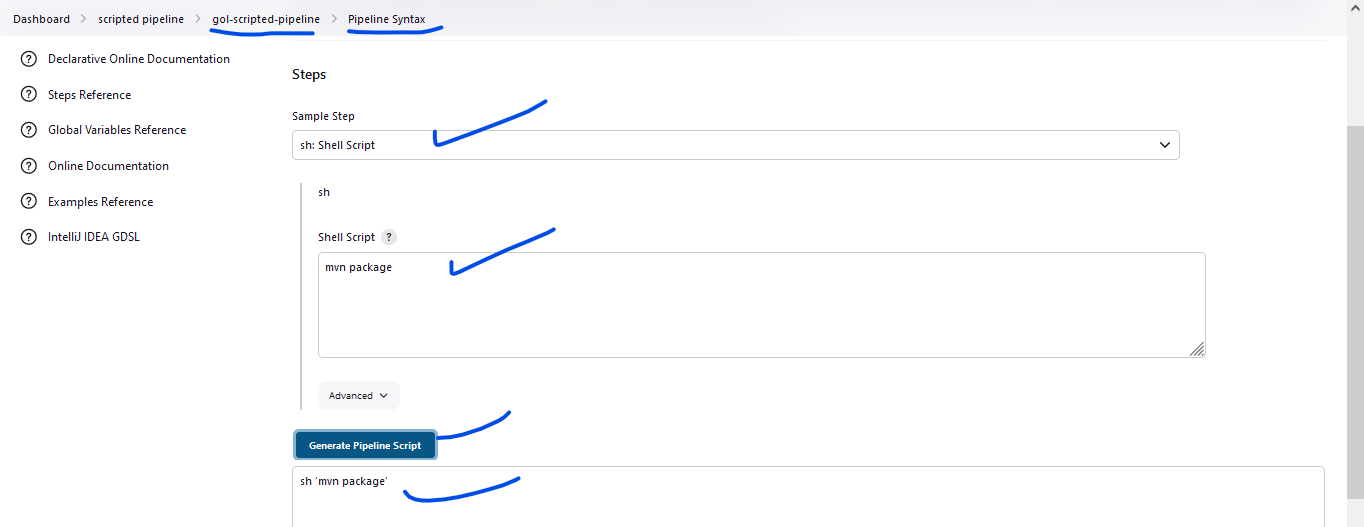 Dashboard > scripted pipeline > gol-scripted-pipeline > Pipeline Syntax
Declarative Online Documentation
Steps Reference
Global Variables Reference
Online Documentation
Examples Reference
IntelliJ IDEA GDSL
Steps
Sample Step
sh: Shell Script
sh
Shell Script ?
mvn package
Advanced
Generate Pipeline Script
sh 'mvn package'